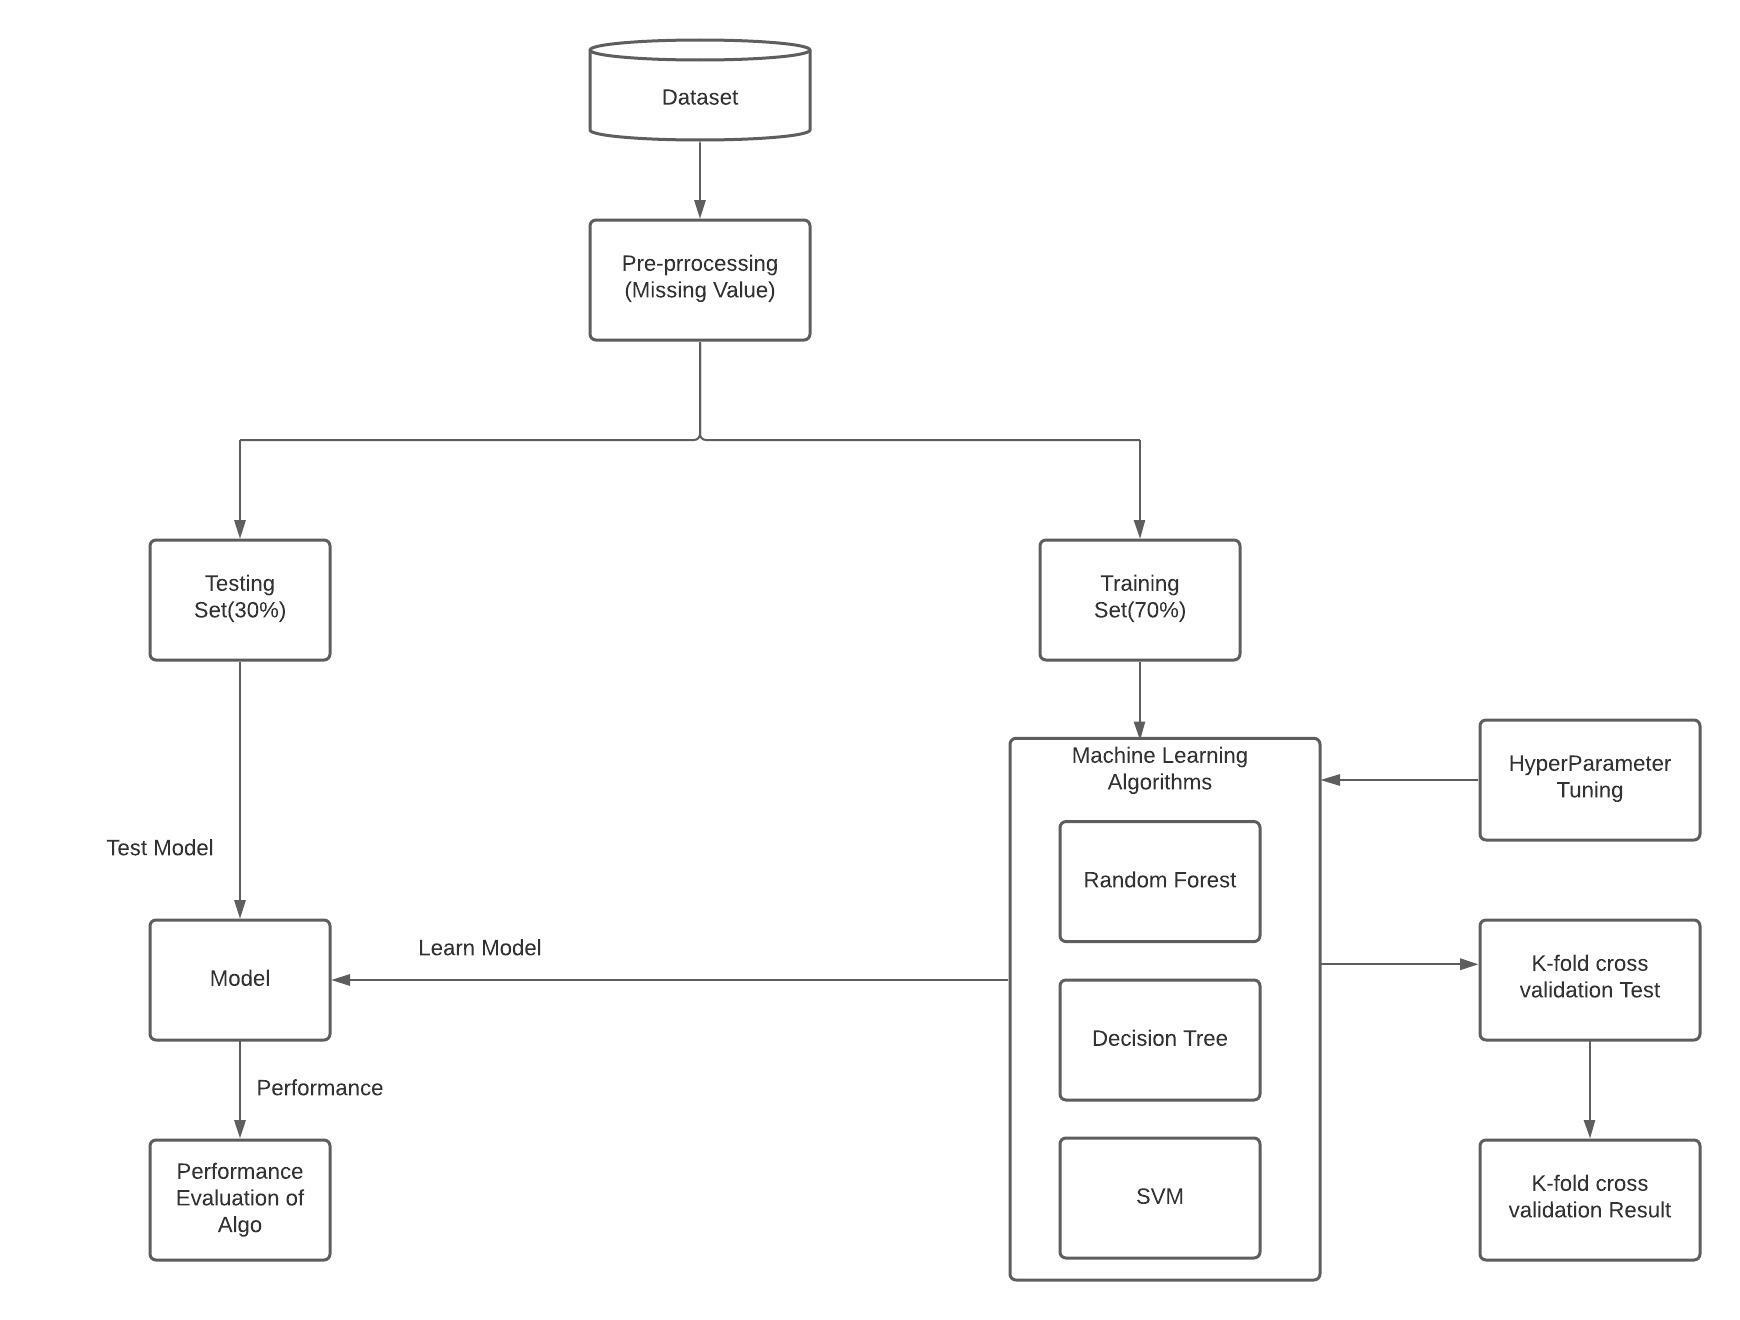 Dataset
Pre-prrocessing
(Missing Value)
Testing
Set(30%)
Training
Set(70%)
Machine Learning
Algorithms
HyperParameter
Tuning
Random Forest
Test Model
Learn Model
Model
K-fold cross
validation Test
Decision Tree
Performance
Performance
Evaluation of
Algo
SVM
K-fold cross
validation Result